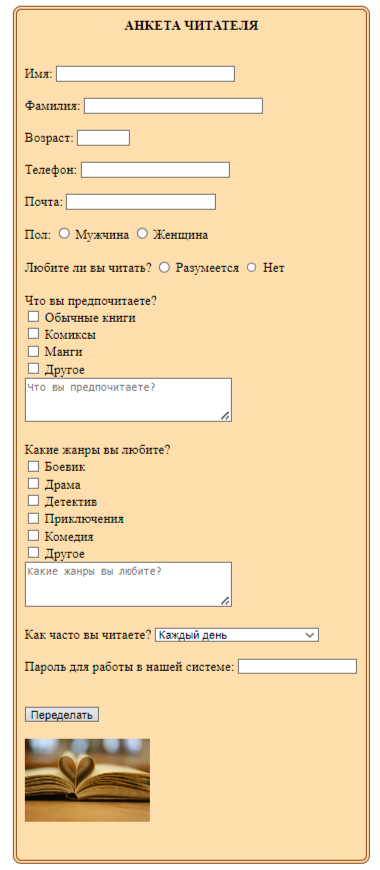 АНКЕТА ЧИТАТЕЛЯ
Имя:
Фамилия:
Возраст:
Телефон:
Почта:
Пол: Мужчина Женщина
Любите ли вы читать? Разумеется Нет
Что вы предпочитаете?
Обычные книги
Комиксы
Манги
Другое
Что вы предпочитаете?
Какие жанры вы любите?
Боевик
Драма
Детектив
Приключения
Комедия
Другое
Какие жанры вы любите?
Как часто вы читаете? Каждый день
Пароль для работы в нашей системе:
Переделать